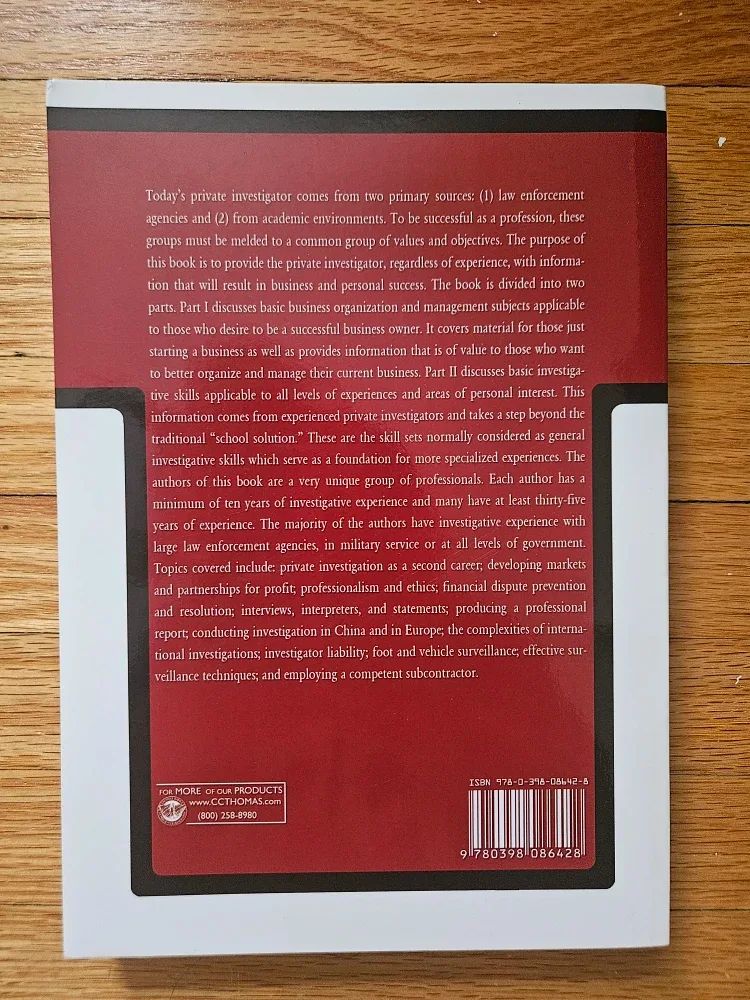 Today's private investigator comes from two primary sources: (1) law enforcement
agencies and (2) from academic environments. To be successful as a profession, these
groups must be melded to a common group of values and objectives. The purpose of
this book is to provide the private investigator, regardless of experience, with informa-
tion that will result in business and personal success. The book is divided into two
parts. Part I discusses basic business organization and management subjects applicable
to those who desire to be a successful business owner. It covers material for those just
starting a business as well as provides information that is of value to those who want
to better organize and manage their current business. Part II discusses basic investiga-
tive skills applicable to all levels of experiences and areas of personal interest. This
information comes from experienced private investigators and takes a step beyond the
traditional “school solution.” These are the skill sets normally considered as general
investigative skills which serve as a foundation for more specialized experiences. The
authors of this book are a very unique group of professionals. Each author has a
minimum of ten years of investigative experience and many have at least thirty-five
years of experience. The majority of the authors have investigative experience with
large law enforcement agencies, in military service or at all levels of government.
Topics covered include: private investigation as a second career; developing markets
and partnerships for profit; professionalism and ethics; financial dispute prevention
and resolution; interviews, interpreters, and statements; producing a professional
report; conducting investigation in China and in Europe; the complexities of interna-
tional investigations; investigator liability; foot and vehicle surveillance; effective sur-
veillance techniques; and employing a competent subcontractor.
FOR MORE OF OUR PRODUCTS
www.CCTHOMAS.com
(800) 258-8980
ISBN 978-0-398-08642-8
9 780398 086428